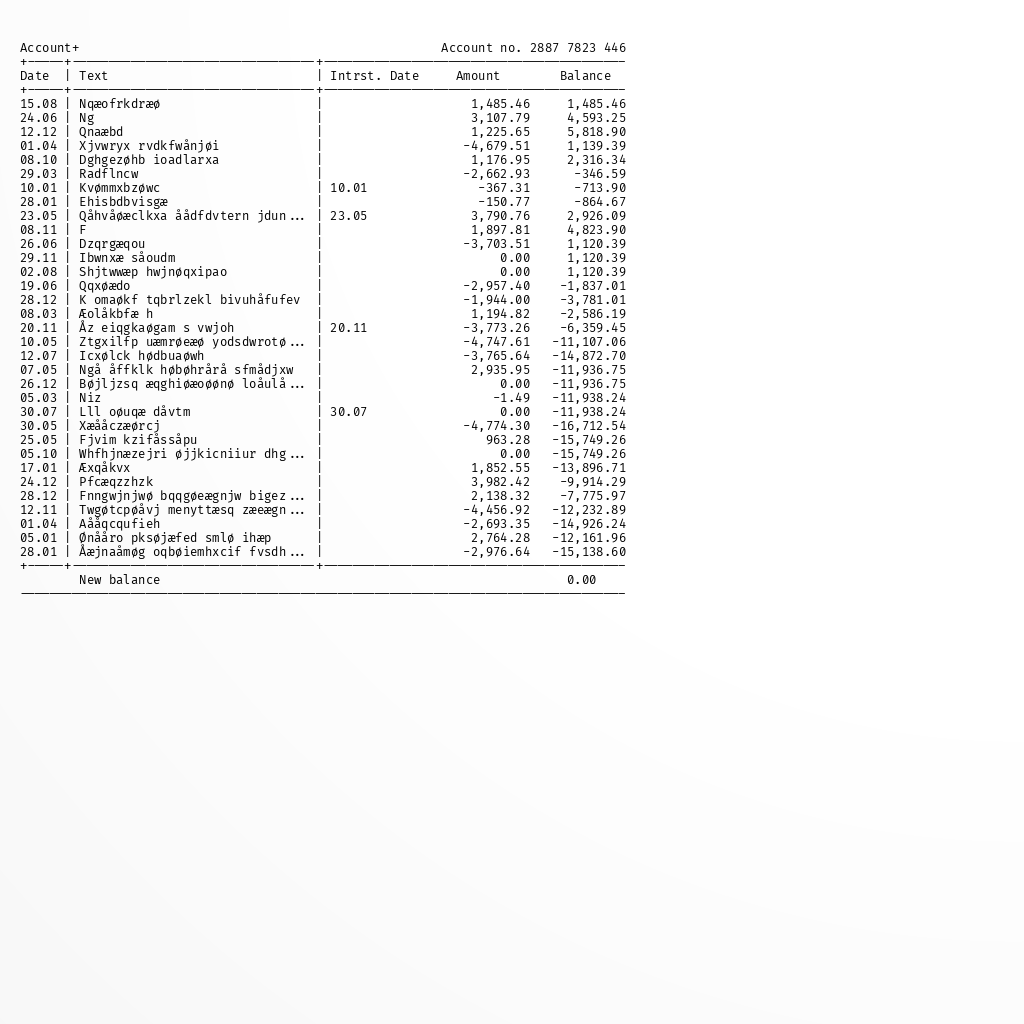 Account+ Account no. 2887 7823 446
Date | Text | Intrst. Date Amount Balance
15.08 | Nqæofrkdræø | 1,485.46 1,485.46
24.06 | Ng | 3,107.79 4,593.25
12.12 | Qnaæbd | 1,225.65 5,818.90
01.04 | Xjvwryx rvdkfwånjøi | -4,679.51 1,139.39
08.10 | Dghgezøhb ioadlarxa | 1,176.95 2,316.34
29.03 | Radflncw | -2,662.93 -346.59
10.01 | Kvømmxbzøwc | 10.01 -367.31 -713.90
28.01 | Ehisbdbvisgæ | -150.77 -864.67
23.05 | Qåhvåøæclkxa åådfdvtern jdun... | 23.05 3,790.76 2,926.09
08.11 | F | 1,897.81 4,823.90
26.06 | Dzqrgæqou | -3,703.51 1,120.39
29.11 | Ibwnxæ såoudm | 0.00 1,120.39
02.08 | Shjtwwæp hwjnøqxipao | 0.00 1,120.39
19.06 | Qqxøædo | -2,957.40 -1,837.01
28.12 | K omaøkf tqbrlzekl bivuhåfufev | -1,944.00 -3,781.01
08.03 | Æolåkbfæ h | 1,194.82 -2,586.19
20.11 | Åz eiqgkaøgam s vwjoh | 20.11 -3,773.26 -6,359.45
10.05 | Ztgxilfp uæmrøeæø yodsdwrotø... | -4,747.61 -11,107.06
12.07 | Icxølck hødbuaøwh | -3,765.64 -14,872.70
07.05 | Ngå åffklk høbøhrårå sfmådjxw | 2,935.95 -11,936.75
26.12 | Bøjljzsq æqghiøæoøønø loåulå... | 0.00 -11,936.75
05.03 | Niz | -1.49 -11,938.24
30.07 | Lll oøuqæ dåvtm | 30.07 0.00 -11,938.24
30.05 | Xæååczæørcj | -4,774.30 -16,712.54
25.05 | Fjvim kzifåssåpu | 963.28 -15,749.26
05.10 | Whfhjnæzejri øjjkicniiur dhg... | 0.00 -15,749.26
17.01 | Æxqåkvx | 1,852.55 -13,896.71
24.12 | Pfcæqzzhzk | 3,982.42 -9,914.29
28.12 | Fnngwjnjwø bqqgøeægnjw bigez... | 2,138.32 -7,775.97
12.11 | Twgøtcpøåvj menyttæsq zæeægn... | -4,456.92 -12,232.89
01.04 | Aååqcqufieh | -2,693.35 -14,926.24
05.01 | Ønååro pksøjæfed smlø ihæp | 2,764.28 -12,161.96
28.01 | Åæjnaåmøg oqbøiemhxcif fvsdh... | -2,976.64 -15,138.60
New balance 0.00